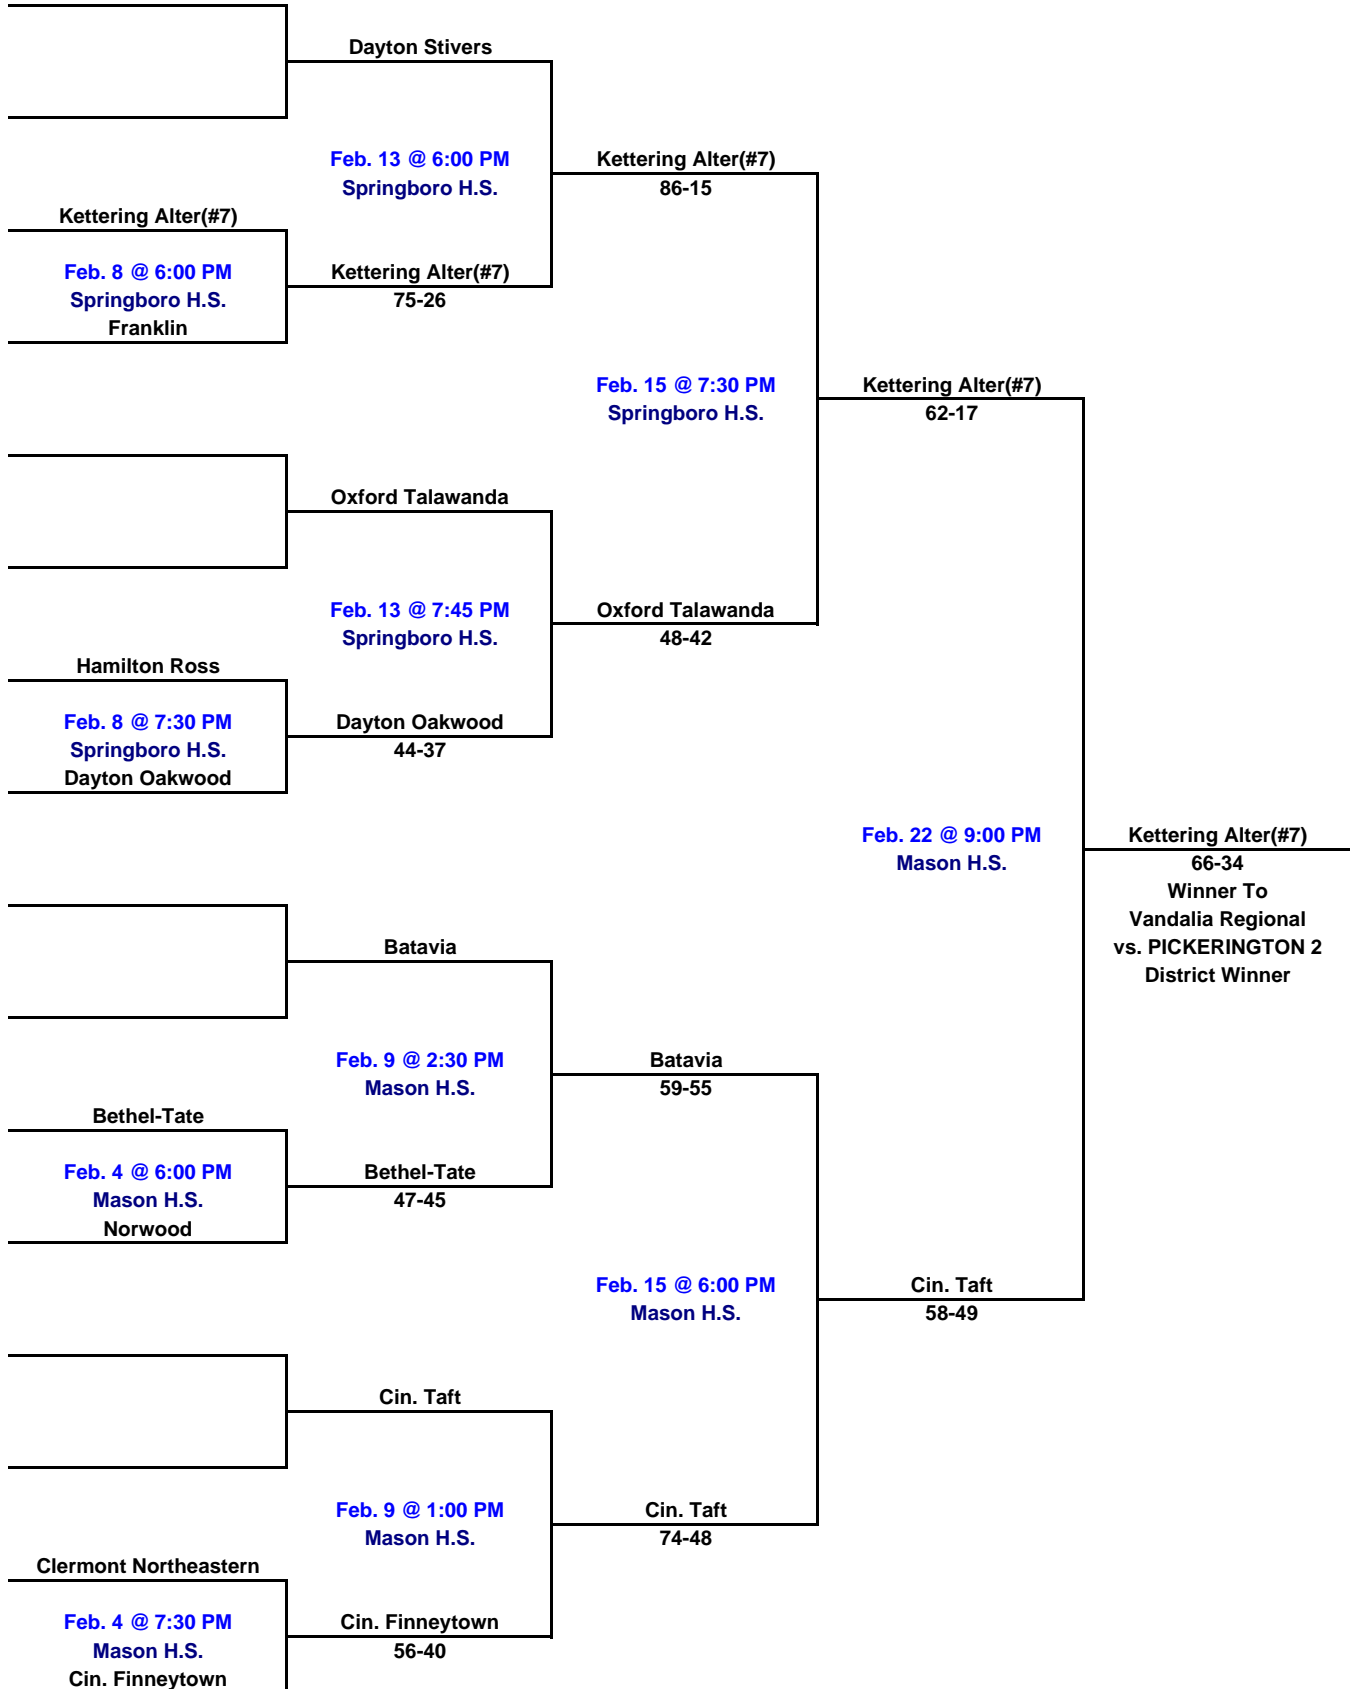 Dayton Stivers
Feb. 13 @ 6:00 PM
Springboro H.S.
Kettering Alter(#7)
86-15
Kettering Alter(#7)
Feb. 8 @ 6:00 PM
Springboro H.S.
Franklin
Kettering Alter(#7)
75-26
Feb. 15 @ 7:30 PM
Springboro H.S.
Kettering Alter(#7)
62-17
Oxford Talawanda
Feb. 13 @ 7:45 PM
Springboro H.S.
Oxford Talawanda
48-42
Hamilton Ross
Feb. 8 @ 7:30 PM
Springboro H.S.
Dayton Oakwood
Dayton Oakwood
44-37
Feb. 22 @ 9:00 PM
Mason H.S.
Kettering Alter(#7)
66-34
Winner To
Vandalia Regional
vs. PICKERINGTON 2
District Winner
Batavia
Feb. 9 @ 2:30 PM
Mason H.S.
Batavia
59-55
Bethel-Tate
Feb. 4 @ 6:00 PM
Mason H.S.
Norwood
Bethel-Tate
47-45
Feb. 15 @ 6:00 PM
Mason H.S.
Cin. Taft
58-49
Cin. Taft
Feb. 9 @ 1:00 PM
Mason H.S.
Cin. Taft
74-48
Clermont Northeastern
Feb. 4 @ 7:30 PM
Mason H.S.
Cin. Finneytown
Cin. Finneytown
56-40